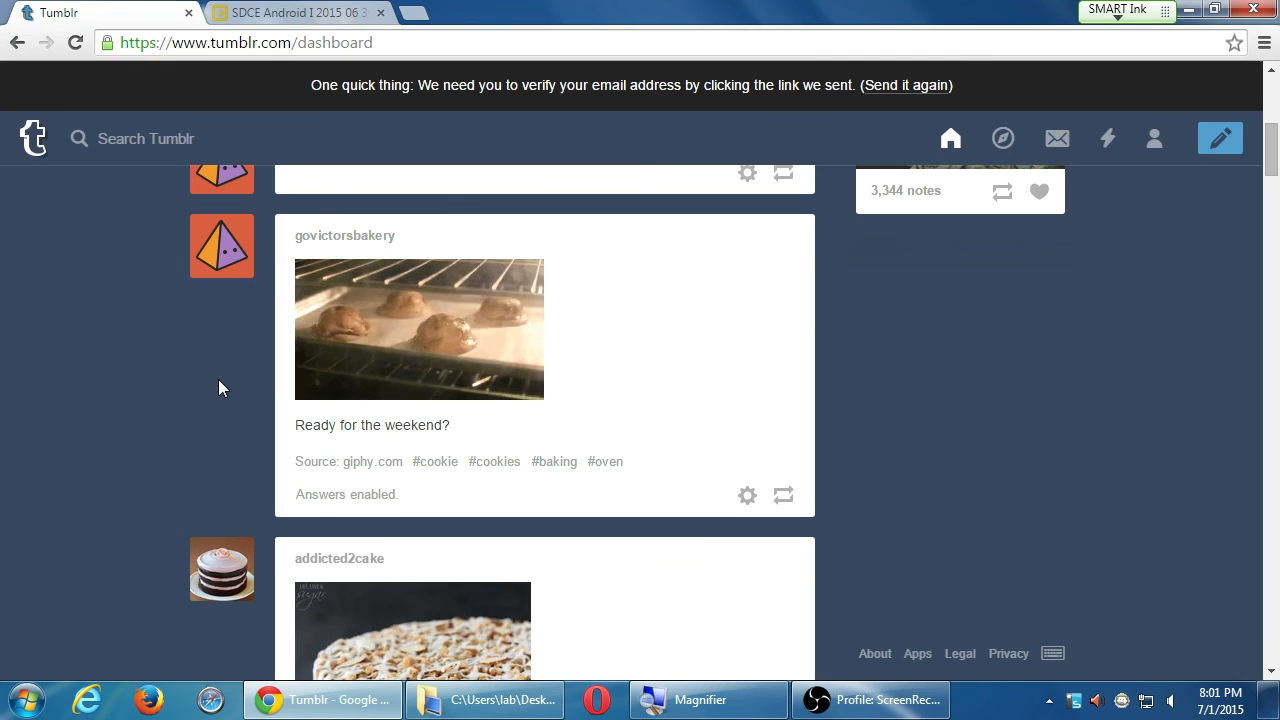 Tumblr
SDCE Android I 2015 06 3
SMART Ink
https://www.tumblr.com/dashboard
One quick thing: We need you to verify your email address by clicking the link we sent. (Send it again)
Search Tumblr
3,344 notes
govictorsbakery
Ready for the weekend?
Source: giphy.com #cookie #cookies #baking #oven
Answers enabled.
addicted2cake
sugar
About Apps Legal Privacy
Tumblr - Google ...
C:\Users\lab\Desk...
Magnifier
Profile: ScreenRec...
8:01 PM
7/1/2015